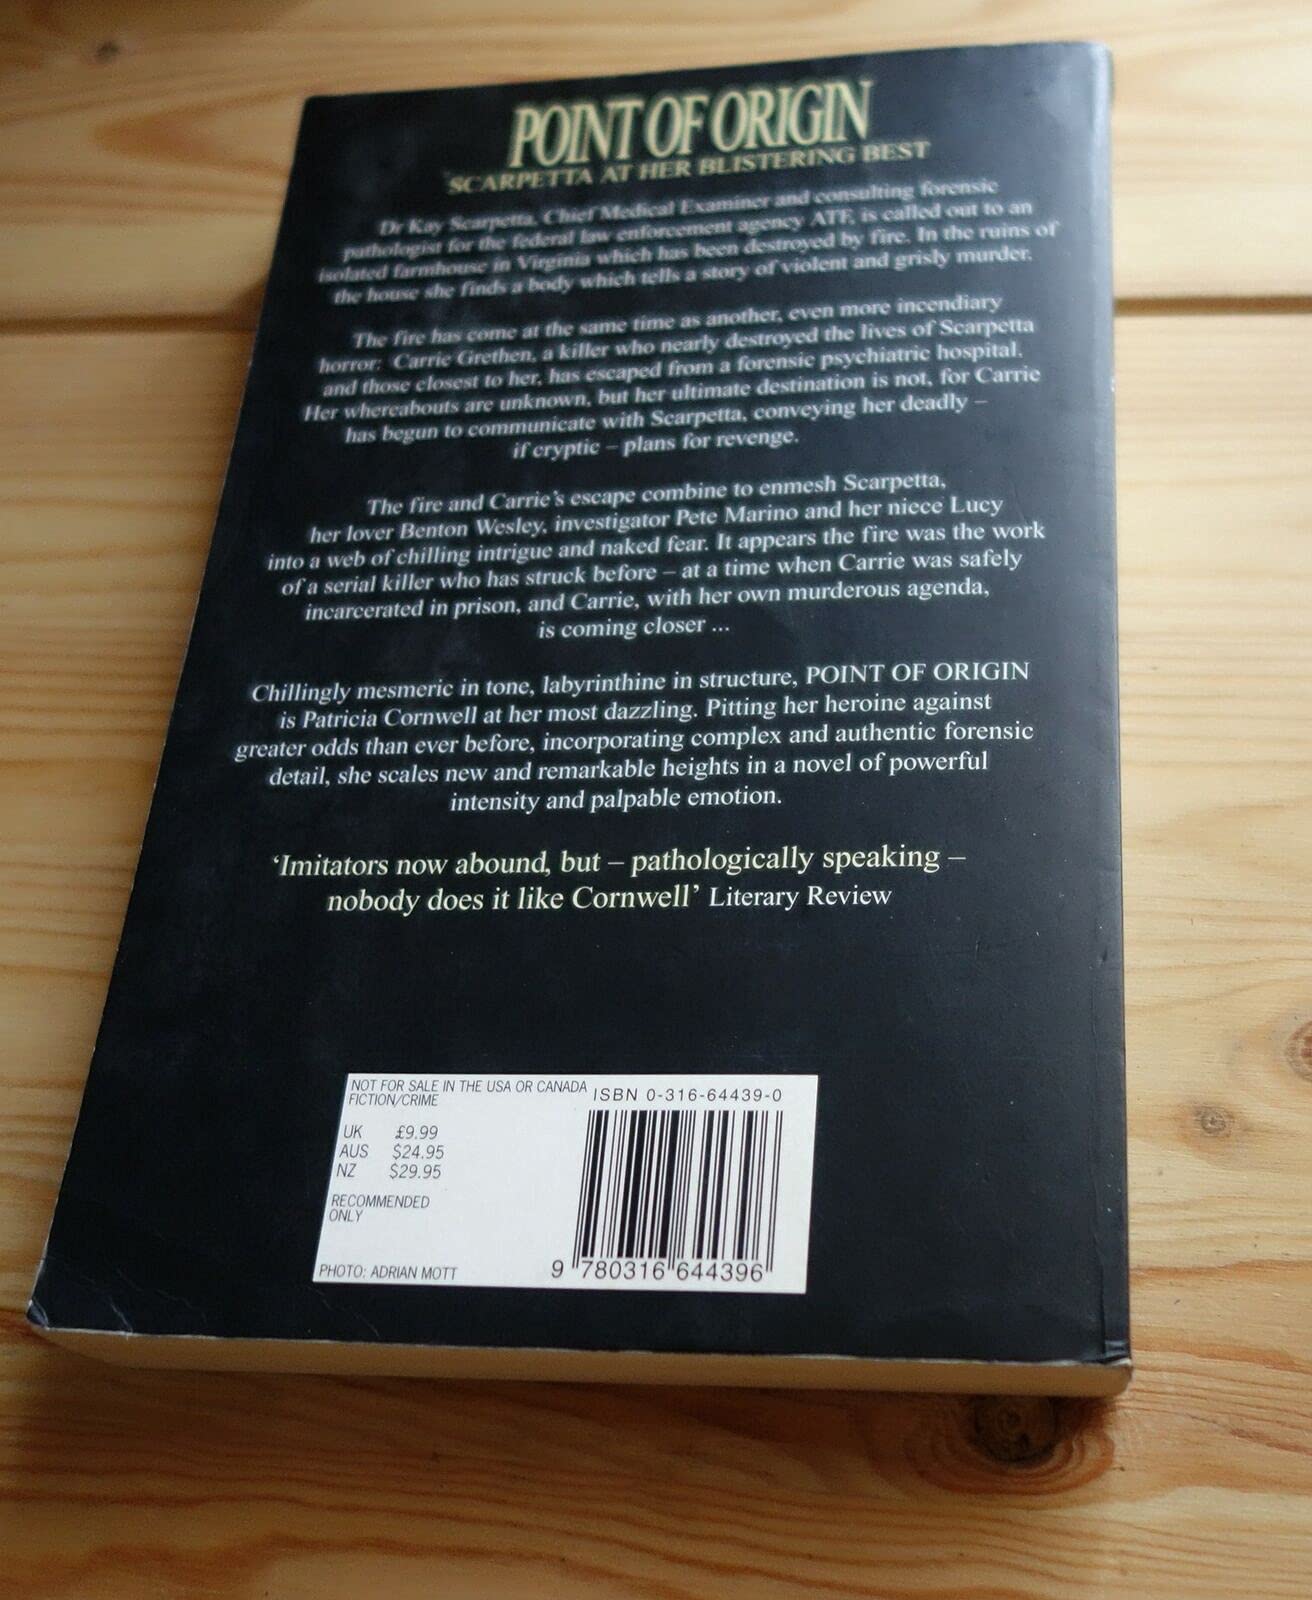 POINT OF ORIGIN
SCARPETTA AT HER BLISTERING BEST
Dr Kay Scarpetta, Chief Medical Examiner and consulting forensic
pathologist for the federal law enforcement agency ATF, is called out to an
isolated farmhouse in Virginia which has been destroyed by fire. In the ruins of
the house she finds a body which tells a story of violent and grisly murder.
The fire has come at the same time as another, even more incendiary
horror: Carrie Grethen, a killer who nearly destroyed the lives of Scarpetta
and those closest to her, has escaped from a forensic psychiatric hospital.
Her whereabouts are unknown, but her ultimate destination is not, for Carrie
has begun to communicate with Scarpetta, conveying her deadly –
if cryptic – plans for revenge.
The fire and Carrie's escape combine to enmesh Scarpetta,
her lover Benton Wesley, investigator Pete Marino and her niece Lucy
into a web of chilling intrigue and naked fear. It appears the fire was the work
of a serial killer who has struck before – at a time when Carrie was safely
incarcerated in prison, and Carrie, with her own murderous agenda,
is coming closer ...
Chillingly mesmeric in tone, labyrinthine in structure, POINT OF ORIGIN
is Patricia Cornwell at her most dazzling. Pitting her heroine against
greater odds than ever before, incorporating complex and authentic forensic
detail, she scales new and remarkable heights in a novel of powerful
intensity and palpable emotion.
‘Imitators now abound, but – pathologically speaking –
nobody does it like Cornwell’ Literary Review
NOT FOR SALE IN THE USA OR CANADA
FICTION/CRIME
UK £9.99
AUS $24.95
NZ $29.95
RECOMMENDED
ONLY
PHOTO: ADRIAN MOTT
ISBN 0-316-64439-0
9 780316 644396